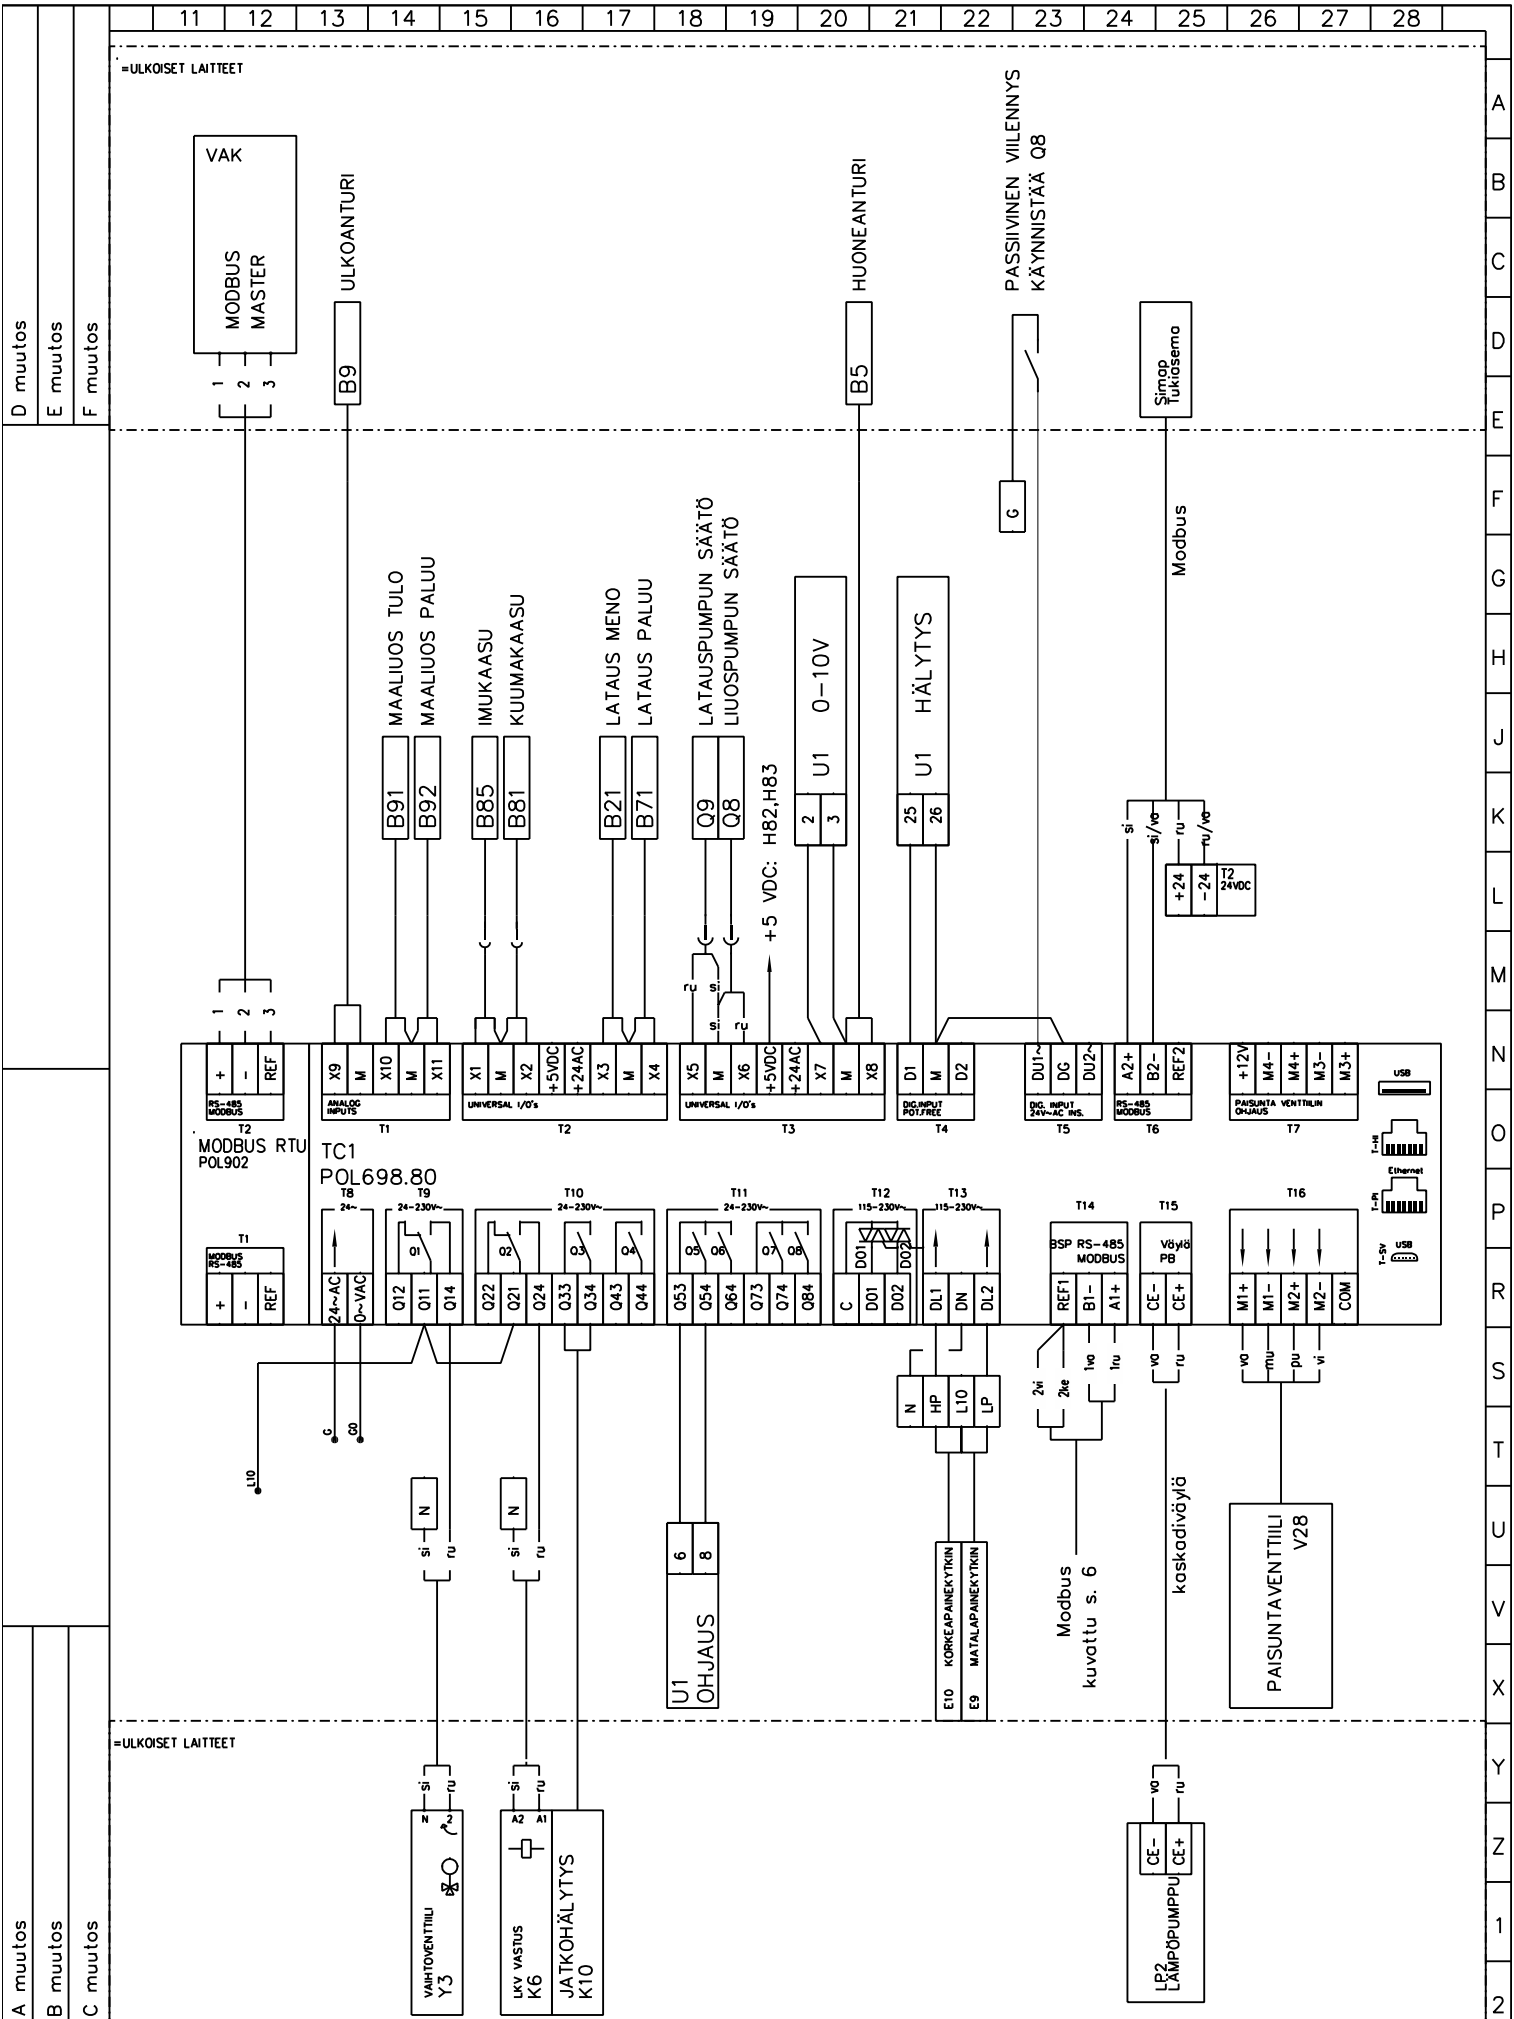 11 12 13 14 15 16 17 18 19 20 21 22 23 24 25 26 27 28
A
B
C
D
E
F
G
H
J
K
L
M
N
O
P
R
S
T
U
V
X
Y
Z
1
2
D muutos
E muutos
F muutos
A muutos
B muutos
C muutos
=ULKOISET LAITTEET
VAK
MODBUS
MASTER
1 2 3
B9 ULKOANTURI
B5 HUONEANTURI
PASSIIVINEN VIILENNYS
KÄYNNISTÄÄ Q8
Simap
Tukiasema
G
Modbus
B91 MAALIUOS TULO
B92 MAALIUOS PALUU
B85 IMUKAASU
B81 KUUMAKAASU
B21 LATAUS MENO
B71 LATAUS PALUU
Q9 LATAUSPUMPUN SÄÄTÖ
Q8 LIUOSPUMPUN SÄÄTÖ
+5 VDC: H82,H83
U1 0-10V
2
3
U1 HÄLYTYS
25
26
si
si/va
ru
ru/va
+24
-24
T2
24VDC
1 2 3
ru si
si ru
+ - REF
RS-485
MODBUS
T2
X9 M X10 M X11
ANALOG
INPUTS
T1
X1 M X2 +5VDC +24AC X3 M X4
UNIVERSAL I/O's
T2
X5 M X6 +5VDC +24AC X7 M X8
UNIVERSAL I/O's
T3
D1 M D2
DIG.INPUT
POT.FREE
T4
DU1~ DG DU2~
DIG. INPUT
24V~AC INS.
T5
A2+ B2- REF2
RS-485
MODBUS
T6
+12V M4- M4+ M3- M3+
PAISUNTA VENTTIILIN
OHJAUS
T7
USB
T-HI
Ethernet
T-PI
USB
T-SV
MODBUS RTU
POL902
TC1
POL698.80
T1
MODBUS
RS-485
+ - REF
T8
24~
24~AC 0~VAC
T9
24-230V~
Q1
Q12 Q11 Q14
T10
24-230V~
Q2 Q3 Q4
Q22 Q21 Q24 Q33 Q34 Q43 Q44
T11
24-230V~
Q5 Q6 Q7 Q8
Q53 Q54 Q64 Q73 Q74 Q84
T12
115-230V~
DO1 DO2
C DO1 DO2
T13
115-230V~
DL1 DN DL2
T14
BSP RS-485
MODBUS
REF1 B1- A1+
T15
Väylä
PB
CE- CE+
T16
M1+ M1- M2+ M2- COM
L10
G
G0
N HP L10 LP
2vi 2ke 1va 1ru
va ru
va mu pu vi
N
si ru
N
si ru
6
8
U1
OHJAUS
E10 KORKEAPAINEKYTKIN
E9 MATALAPAINEKYTKIN
Modbus
kuvattu s. 6
kaskadiväylä
PAISUNTAVENTTIILI
V28
=ULKOISET LAITTEET
si ru
N 2
VAIHTOVENTTIILI
Y3
si ru
A2 A1
LKV VASTUS
K6
JATKOHÄLYTYS
K10
va ru
CE-
CE+
LP2
LÄMPÖPUMPPU